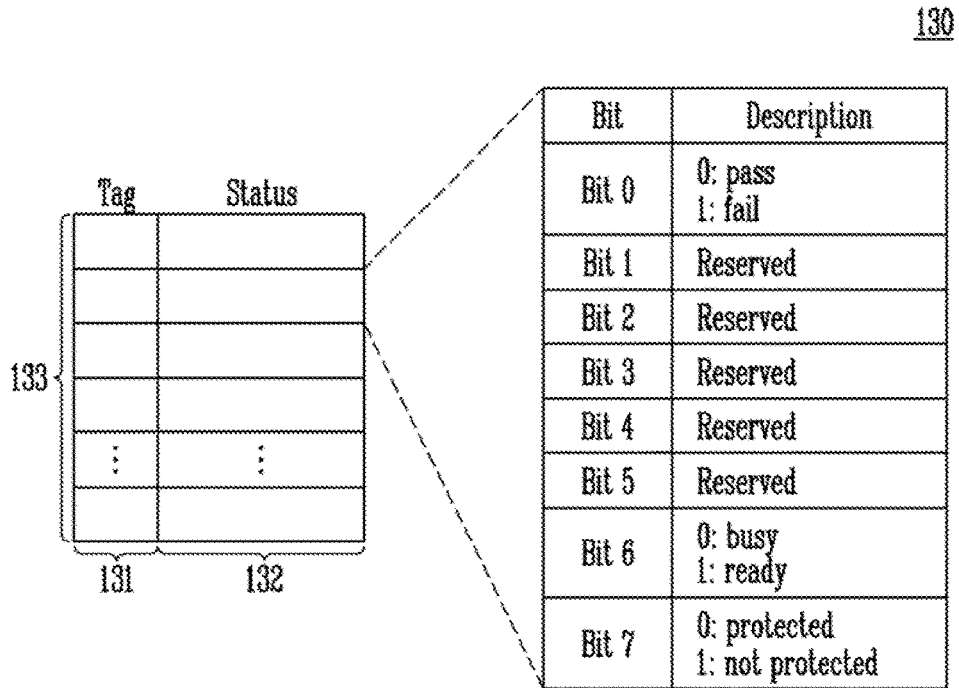 130
Tag Status
133
⋮ ⋮
131 132
Bit Description
Bit 0 0: pass
1: fail
Bit 1 Reserved
Bit 2 Reserved
Bit 3 Reserved
Bit 4 Reserved
Bit 5 Reserved
Bit 6 0: busy
1: ready
Bit 7 0: protected
1: not protected